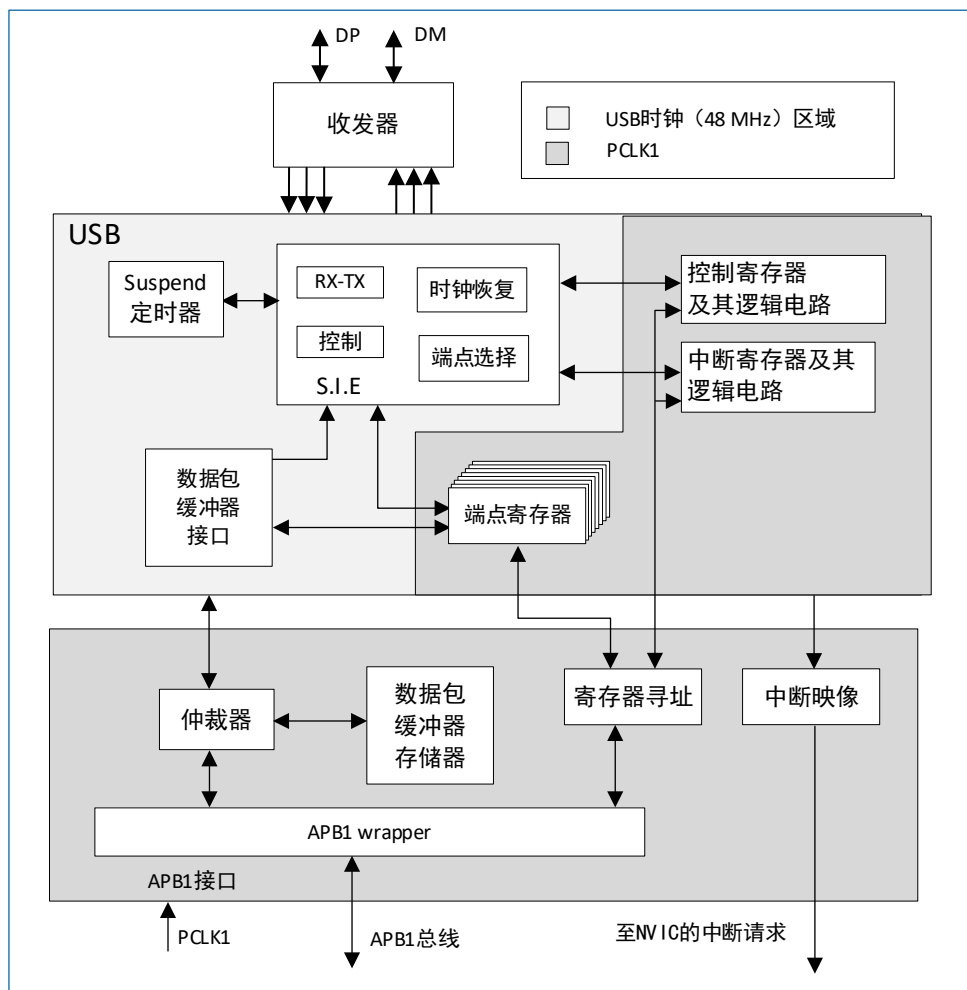 DP
DM
收发器
USB时钟（48 MHz）区域
PCLK1
USB
Suspend
定时器
RX-TX
时钟恢复
控制
端点选择
S.I.E
控制寄存器
及其逻辑电路
中断寄存器及其
逻辑电路
数据包
缓冲器
接口
端点寄存器
仲裁器
数据包
缓冲器
存储器
寄存器寻址
中断映像
APB1 wrapper
APB1接口
PCLK1
APB1总线
至NVIC的中断请求